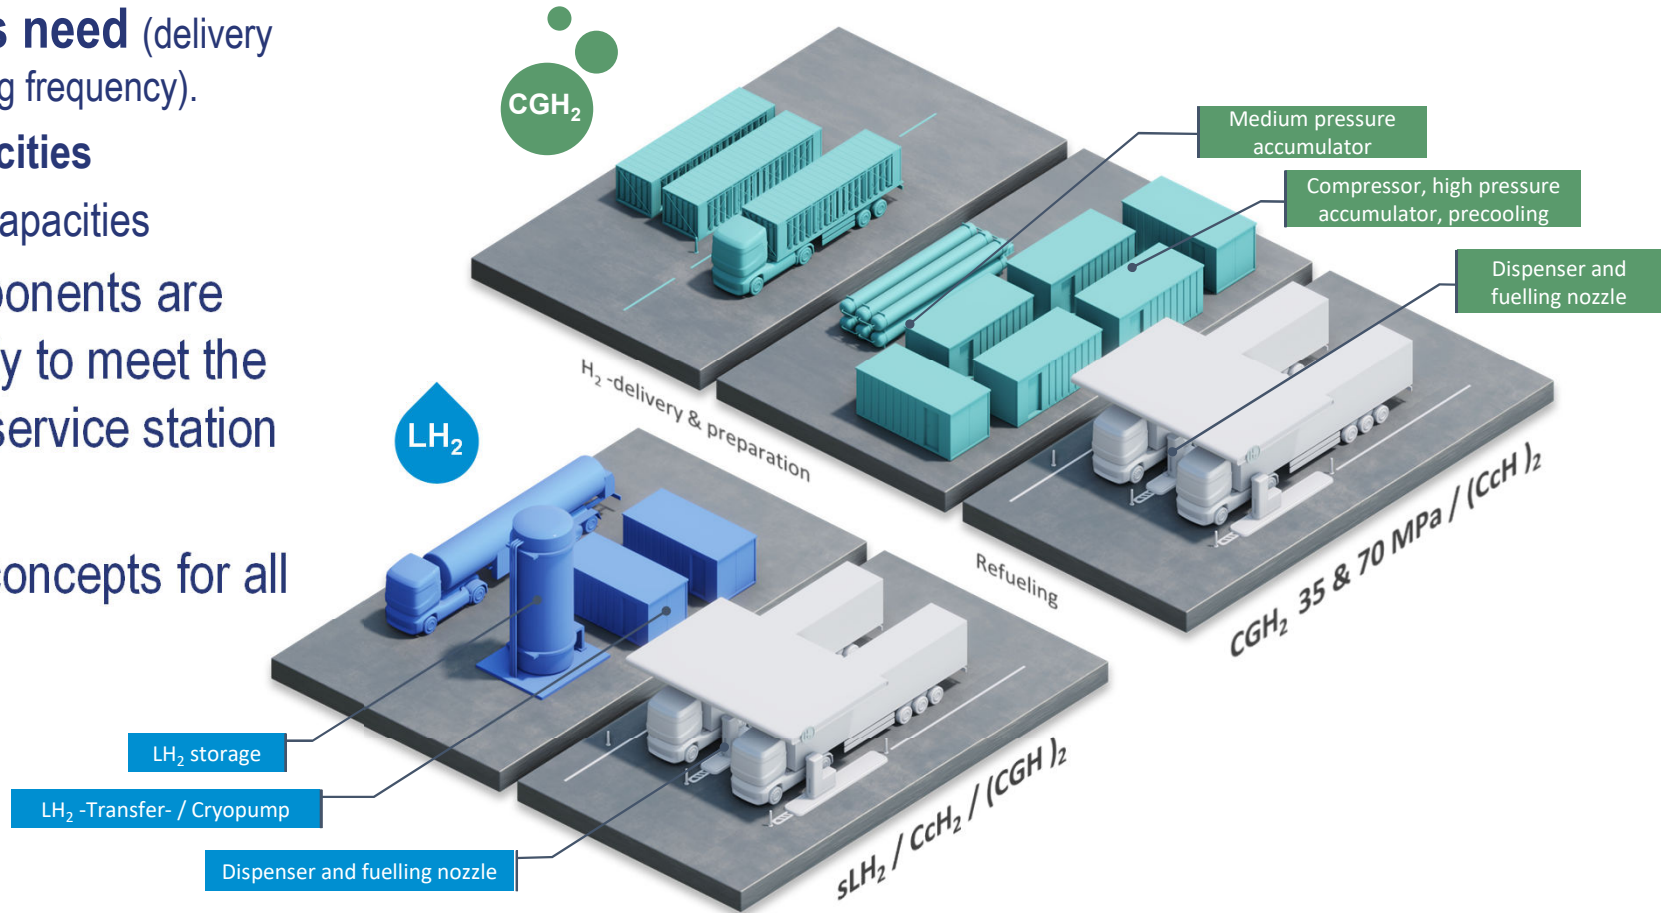 s need (delivery
g frequency).
cities
apacities
ponents are
y to meet the
service station
concepts for all
CGH₂
Medium pressure
accumulator
Compressor, high pressure
accumulator, precooling
Dispenser and
fuelling nozzle
H₂ -delivery & preparation
Refueling
CGH₂ 35 & 70 MPa / (CcH )₂
LH₂
LH₂ storage
LH₂ -Transfer- / Cryopump
Dispenser and fuelling nozzle
sLH₂ / CcH₂ / (CGH )₂